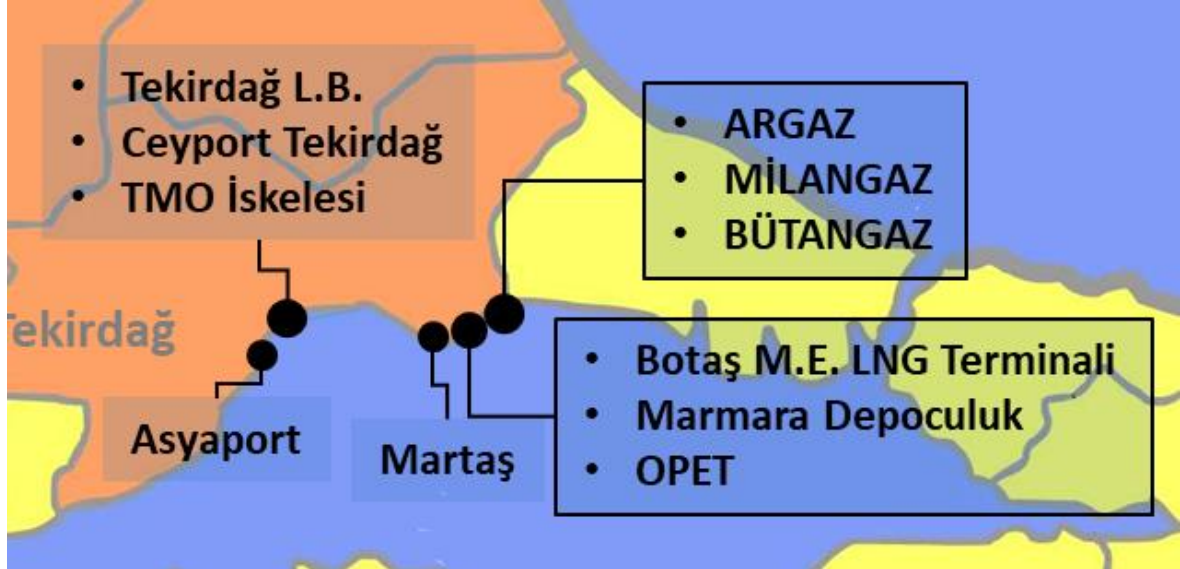 • Tekirdağ L.B.
• Ceyport Tekirdağ
• TMO İskelesi
• ARGAZ
• MİLANGAZ
• BÜTANGAZ
Tekirdağ
Asyaport
Martaş
• Botaş M.E. LNG Terminali
• Marmara Depoculuk
• OPET